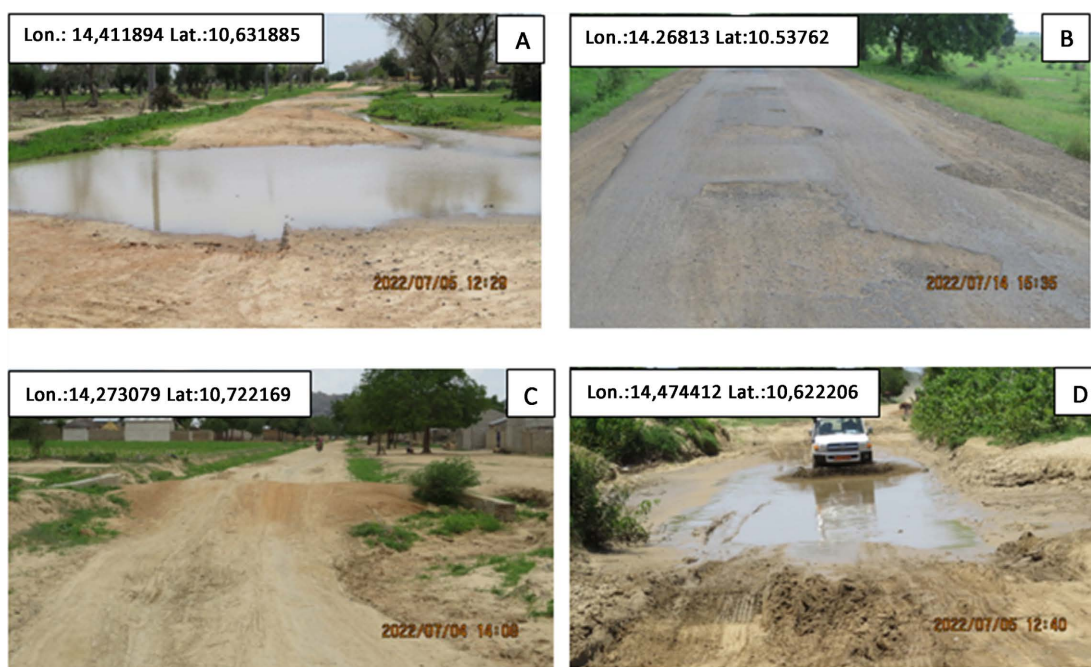 Lon.: 14,411894 Lat.:10,631885
A
2022/07/05 12:29
Lon.:14.26813 Lat:10.53762
B
2022/07/14 15:35
Lon.:14,273079 Lat:10,722169
C
2022/07/04 14:08
Lon.:14,474412 Lat.:10,622206
D
2022/07/05 12:40